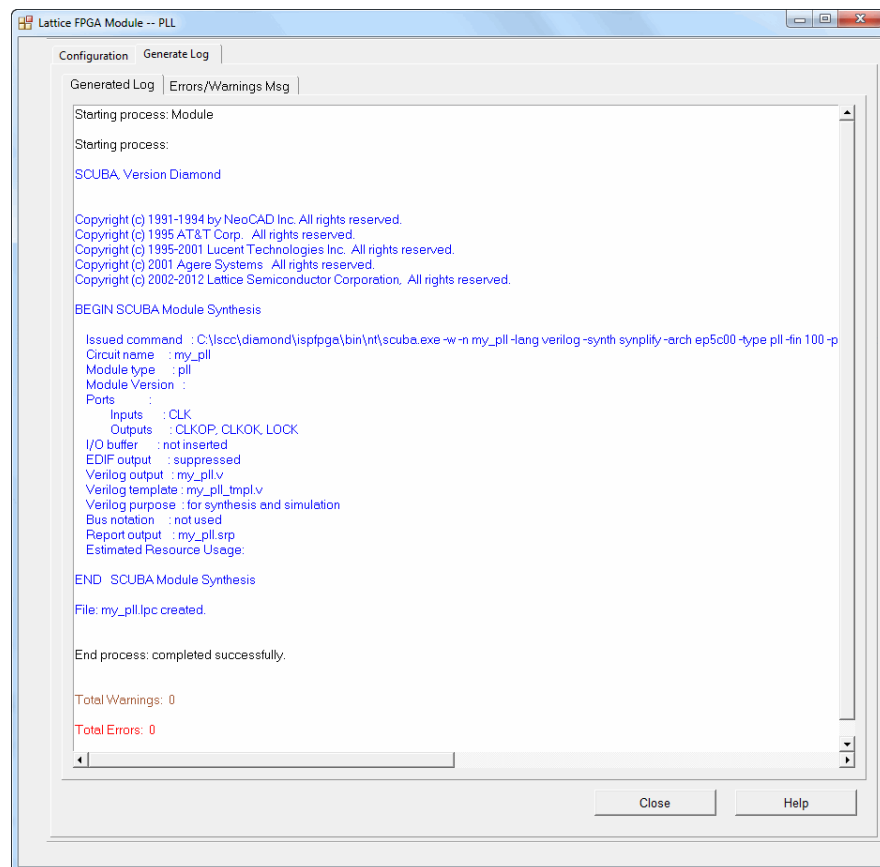 Lattice FPGA Module -- PLL
Configuration
Generate Log
Generated Log
Errors/Warnings Msg
Starting process: Module
Starting process:
SCUBA, Version Diamond
Copyright (c) 1991-1994 by NeoCAD Inc. All rights reserved.
Copyright (c) 1995 AT&T Corp.   All rights reserved.
Copyright (c) 1995-2001 Lucent Technologies Inc.  All rights reserved.
Copyright (c) 2001 Agere Systems   All rights reserved.
Copyright (c) 2002-2012 Lattice Semiconductor Corporation,  All rights reserved.
BEGIN SCUBA Module Synthesis
Issued command   : C:\lscc\diamond\ispfpga\bin\nt\scuba.exe -w -n my_pll -lang verilog -synth synplify -arch ep5c00 -type pll -fin 100 -p
Circuit name     : my_pll
Module type      : pll
Module Version   :
Ports            :
Inputs       : CLK
Outputs      : CLKOP, CLKOK, LOCK
I/O buffer       : not inserted
EDIF output      : suppressed
Verilog output   : my_pll.v
Verilog template : my_pll_tmpl.v
Verilog purpose  : for synthesis and simulation
Bus notation     : not used
Report output    : my_pll.srp
Estimated Resource Usage:
END   SCUBA Module Synthesis
File: my_pll.lpc created.
End process: completed successfully.
Total Warnings:  0
Total Errors:  0
Close
Help